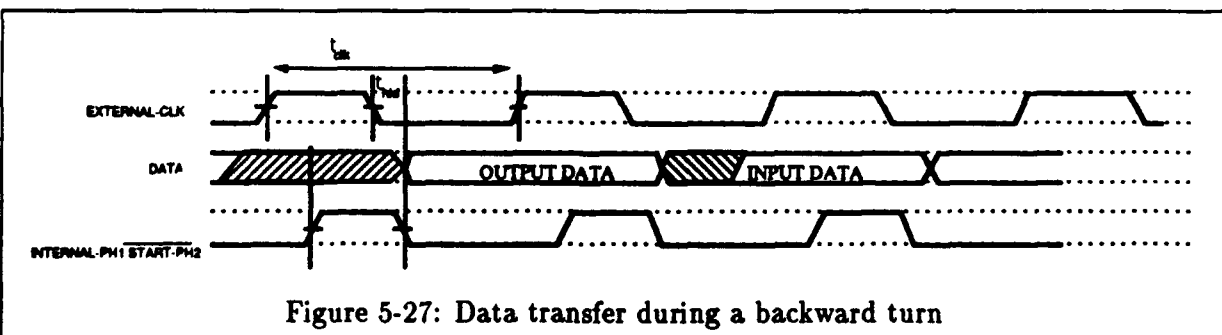 t clk
EXTERNAL-CLK
DATA
OUTPUT DATA INPUT DATA
INTERNAL-PH1 START-PH2
Figure 5-27: Data transfer during a backward turn